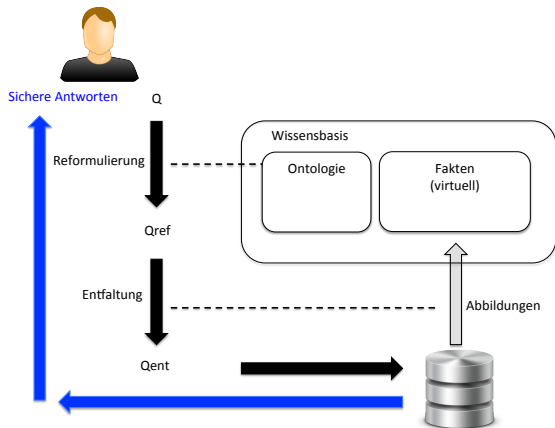 Sichere Antworten
Q
Wissensbasis
Reformulierung
Ontologie
Fakten
(virtuell)
Qref
Entfaltung
Abbildungen
Qent